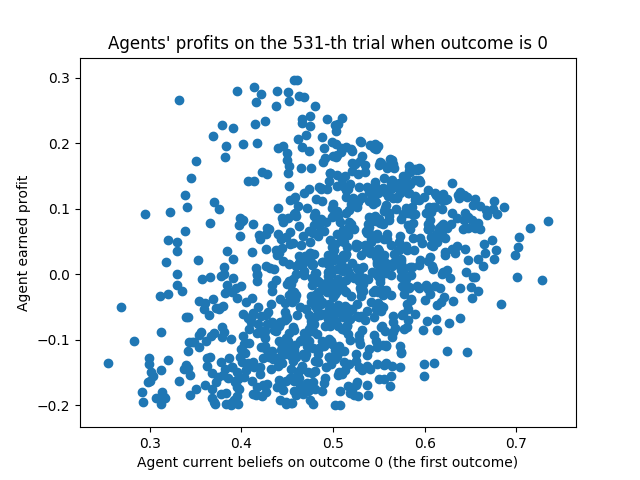 Agents' profits on the 531-th trial when outcome is 0
0.3
0.2
0.1
0.0
−0.1
−0.2
Agent earned profit
0.3 0.4 0.5 0.6 0.7
Agent current beliefs on outcome 0 (the first outcome)